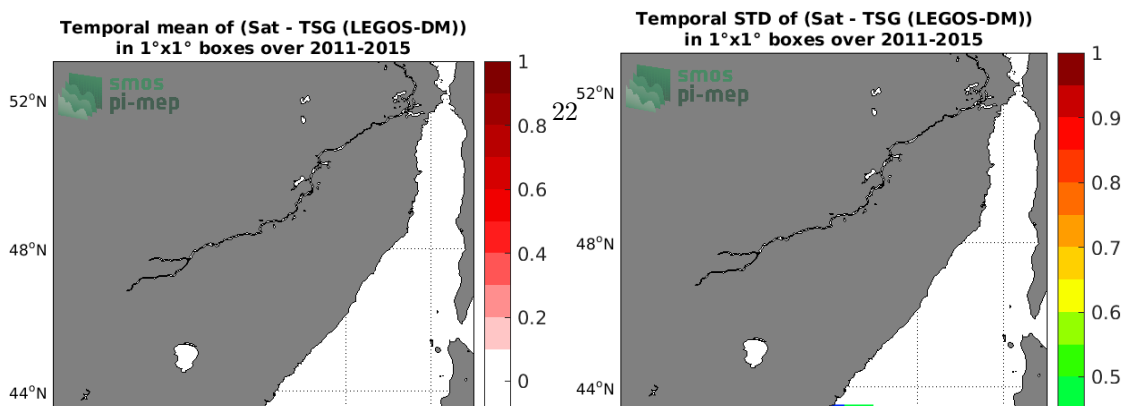 Temporal mean of (Sat - TSG (LEGOS-DM))
in 1°x1° boxes over 2011-2015
smos
pi-mep
52°N
48°N
44°N
1
0.8
0.6
0.4
0.2
0
22
Temporal STD of (Sat - TSG (LEGOS-DM))
in 1°x1° boxes over 2011-2015
smos
pi-mep
52°N
48°N
44°N
1
0.9
0.8
0.7
0.6
0.5